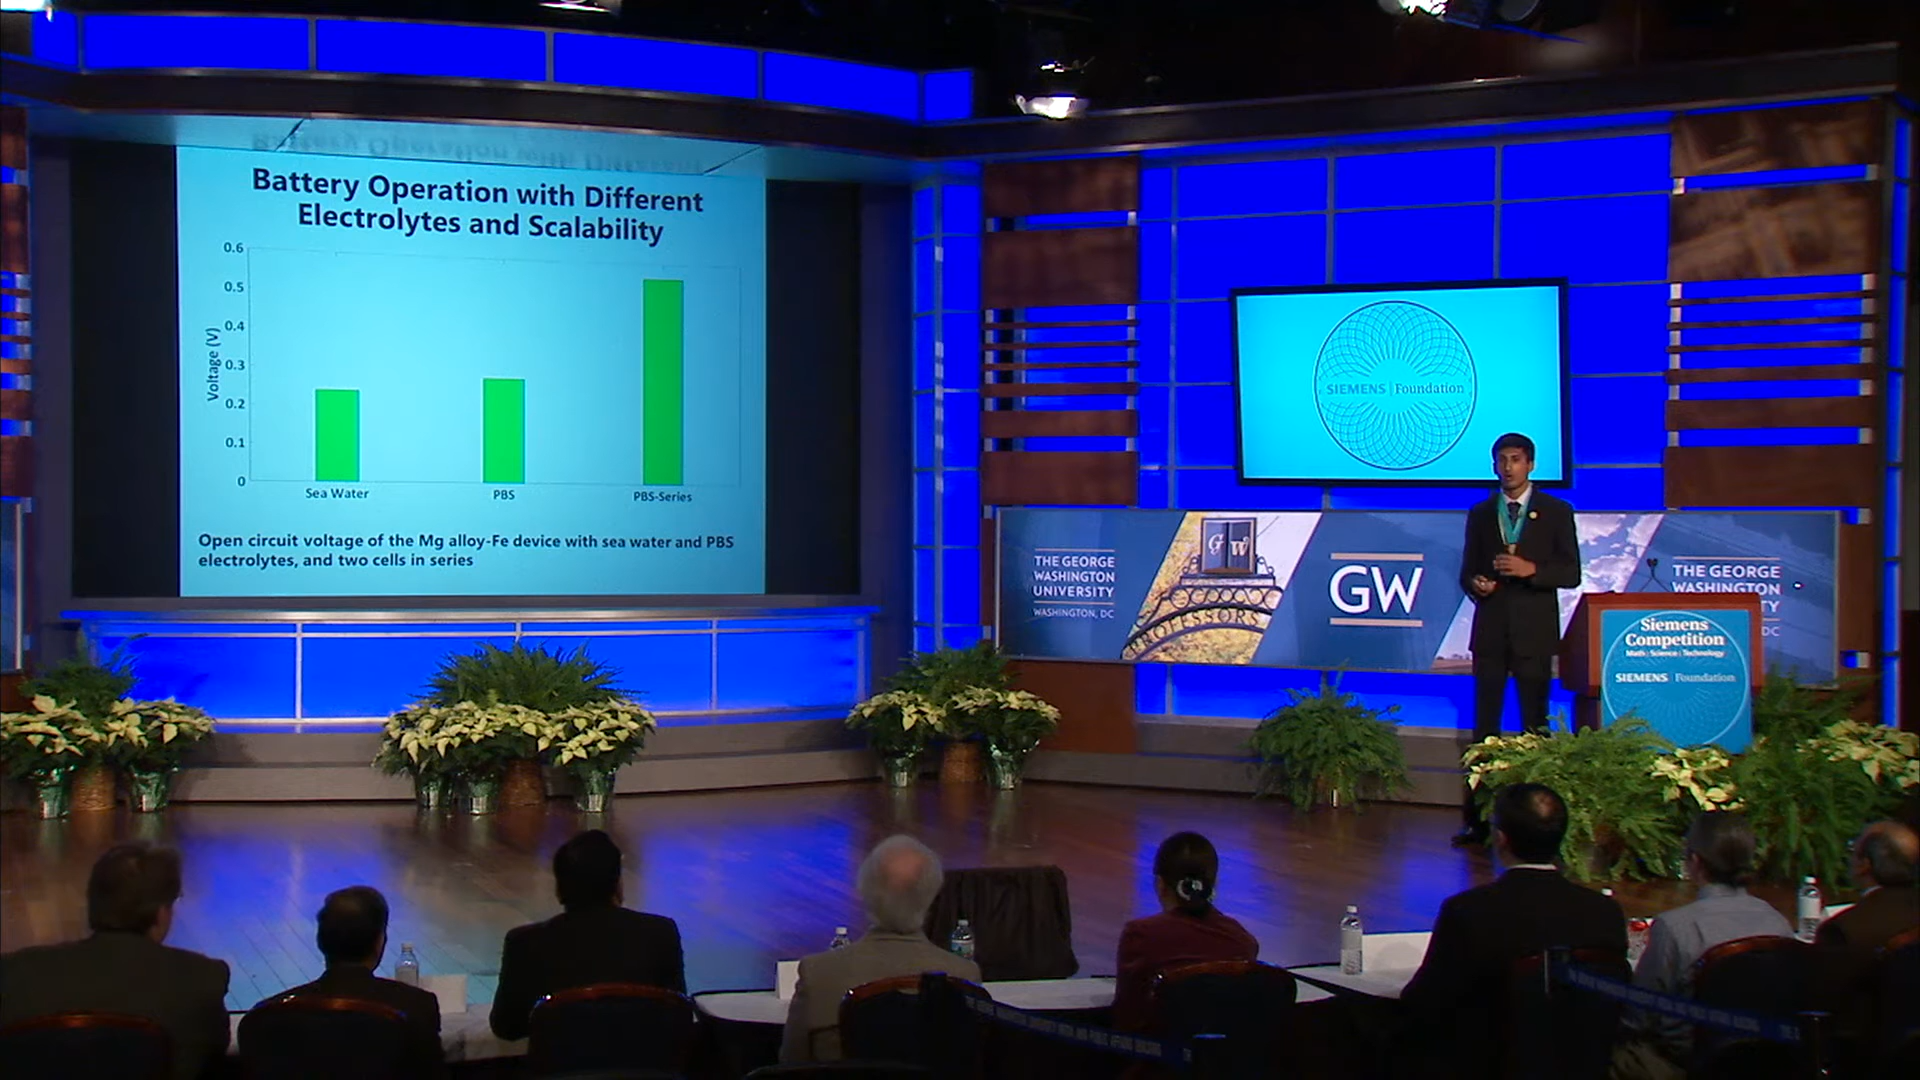 Battery Operation with Different
Electrolytes and Scalability
0.6
0.5
0.4
0.3
0.2
0.1
0
Voltage (V)
Sea Water
PBS
PBS-Series
Open circuit voltage of the Mg alloy-Fe device with sea water and PBS
electrolytes, and two cells in series
SIEMENS | Foundation
THE GEORGE
WASHINGTON
UNIVERSITY
WASHINGTON, DC
G W
PROFESSORS
GW
THE GEORGE
WASHINGTON
TY
DC
Siemens
Competition
Math | Science | Technology
SIEMENS Foundation